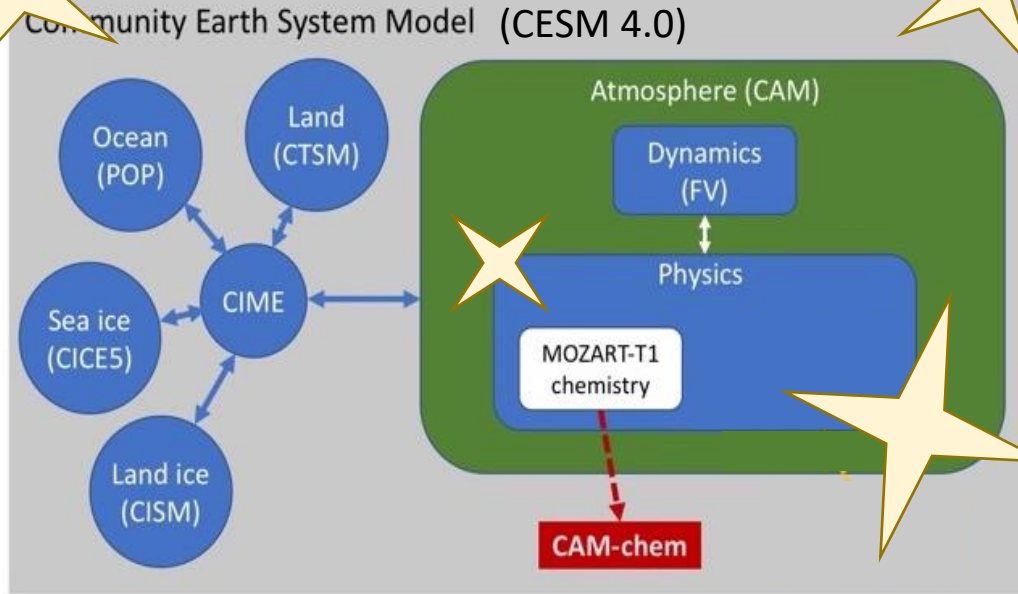 Community Earth System Model (CESM 4.0)
Ocean
(POP)
Land
(CTSM)
Sea ice
(CICE5)
CIME
Land ice
(CISM)
Atmosphere (CAM)
Dynamics
(FV)
Physics
MOZART-T1
chemistry
CAM-chem